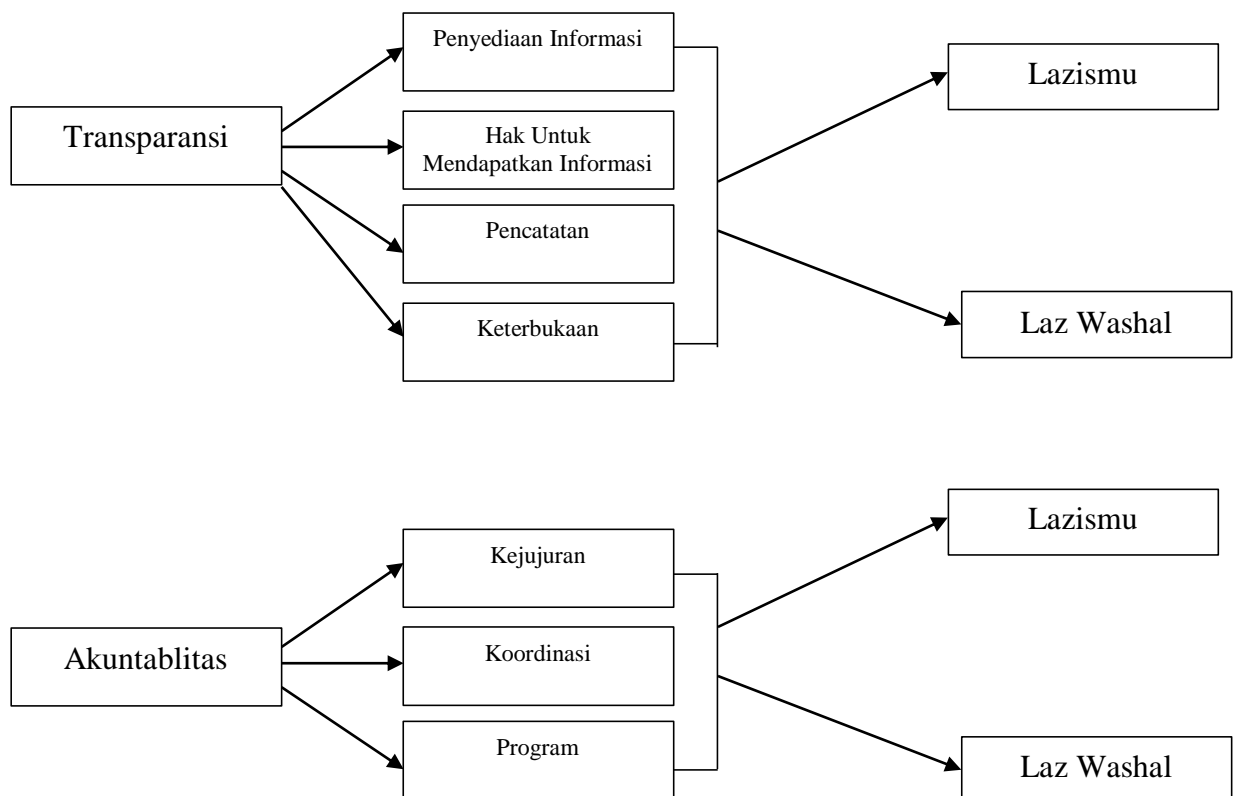 Penyediaan Informasi
Lazismu
Transparansi
Hak Untuk
Mendapatkan Informasi
Pencatatan
Keterbukaan
Laz Washal
Lazismu
Kejujuran
Akuntablitas
Koordinasi
Program
Laz Washal